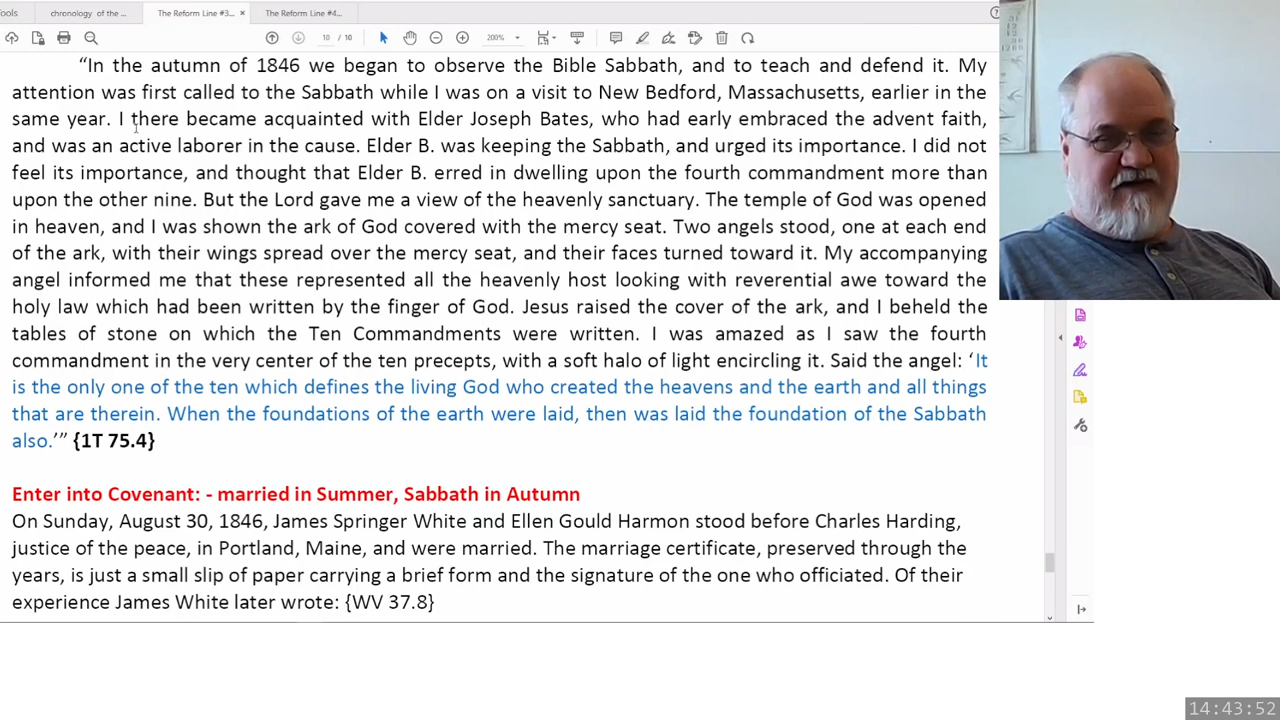 ools
chronology of the ...
The Reform Line #3...
×
The Reform Line #4...
10 / 10
200%
“In the autumn of 1846 we began to observe the Bible Sabbath, and to teach and defend it. My
attention was first called to the Sabbath while I was on a visit to New Bedford, Massachusetts, earlier in the
same year. I there became acquainted with Elder Joseph Bates, who had early embraced the advent faith,
and was an active laborer in the cause. Elder B. was keeping the Sabbath, and urged its importance. I did not
feel its importance, and thought that Elder B. erred in dwelling upon the fourth commandment more than
upon the other nine. But the Lord gave me a view of the heavenly sanctuary. The temple of God was opened
in heaven, and I was shown the ark of God covered with the mercy seat. Two angels stood, one at each end
of the ark, with their wings spread over the mercy seat, and their faces turned toward it. My accompanying
angel informed me that these represented all the heavenly host looking with reverential awe toward the
holy law which had been written by the finger of God. Jesus raised the cover of the ark, and I beheld the
tables of stone on which the Ten Commandments were written. I was amazed as I saw the fourth
commandment in the very center of the ten precepts, with a soft halo of light encircling it. Said the angel: ‘It
is the only one of the ten which defines the living God who created the heavens and the earth and all things
that are therein. When the foundations of the earth were laid, then was laid the foundation of the Sabbath
also.’” {1T 75.4}
Enter into Covenant: - married in Summer, Sabbath in Autumn
On Sunday, August 30, 1846, James Springer White and Ellen Gould Harmon stood before Charles Harding,
justice of the peace, in Portland, Maine, and were married. The marriage certificate, preserved through the
years, is just a small slip of paper carrying a brief form and the signature of the one who officiated. Of their
experience James White later wrote: {WV 37.8}
14:43:52